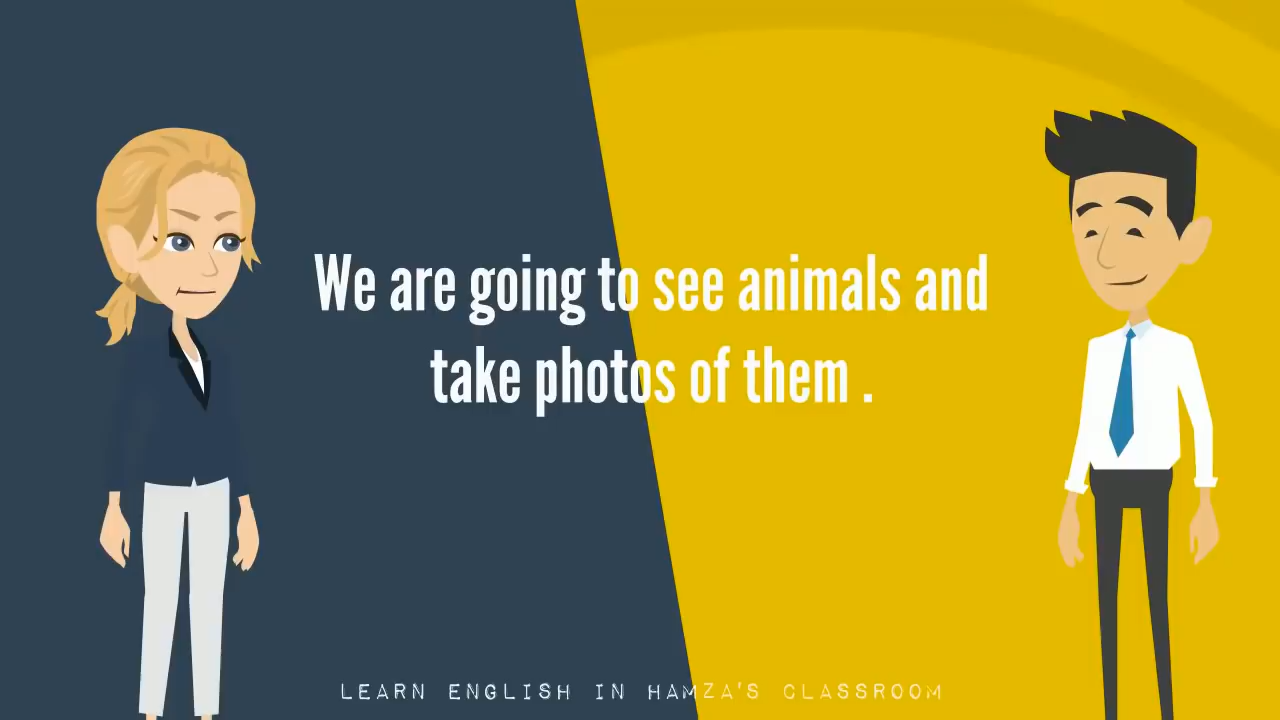 We are going to see animals and
take photos of them .
LEARN ENGLISH IN HAMZA'S CLASSROOM